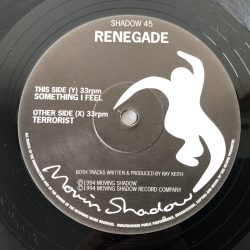 SHADOW 45
RENEGADE
THIS SIDE (Y) 33rpm
SOMETHING I FEEL
OTHER SIDE (X) 33rpm
TERRORIST
BOTH TRACKS WRITTEN & PRODUCED BY RAY KEITH
℗1994 MOVING SHADOW
©1994 MOVING SHADOW RECORD COMPANY
Movin Shadow